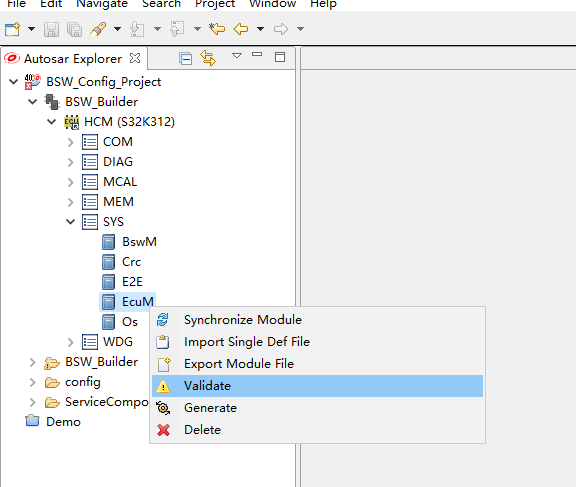 File Edit Navigate Search Project Window Help
Autosar Explorer
BSW_Config_Project
BSW_Builder
HCM (S32K312)
COM
DIAG
MCAL
MEM
SYS
BswM
Crc
E2E
EcuM
Os
WDG
BSW_Builder
config
ServiceCompo
Demo
Synchronize Module
Import Single Def File
Export Module File
Validate
Generate
Delete